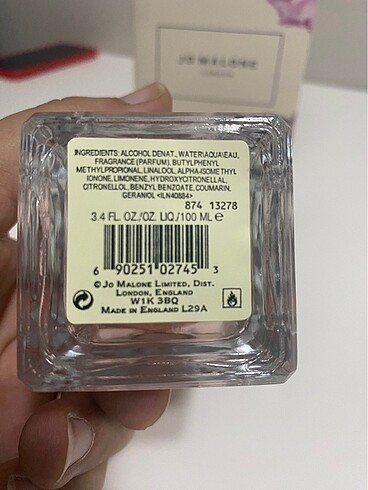 JO MALONE
LONDON
INGREDIENTS: ALCOHOL DENAT., WATER\AQUA\EAU,
FRAGRANCE (PARFUM), BUTYLPHENYL
METHYLPROPIONAL, LINALOOL, ALPHA-ISOMETHYL
IONONE, LIMONENE, HYDROXYCITRONELLAL,
CITRONELLOL, BENZYL BENZOATE, COUMARIN,
GERANIOL <ILN40884>
874 13278
3.4 FL. OZ./OZ. LIQ./100 ML ℮
6 90251 02745 3
© JO MALONE LIMITED, DIST.
LONDON, ENGLAND
W1K 3BQ
MADE IN ENGLAND L29A